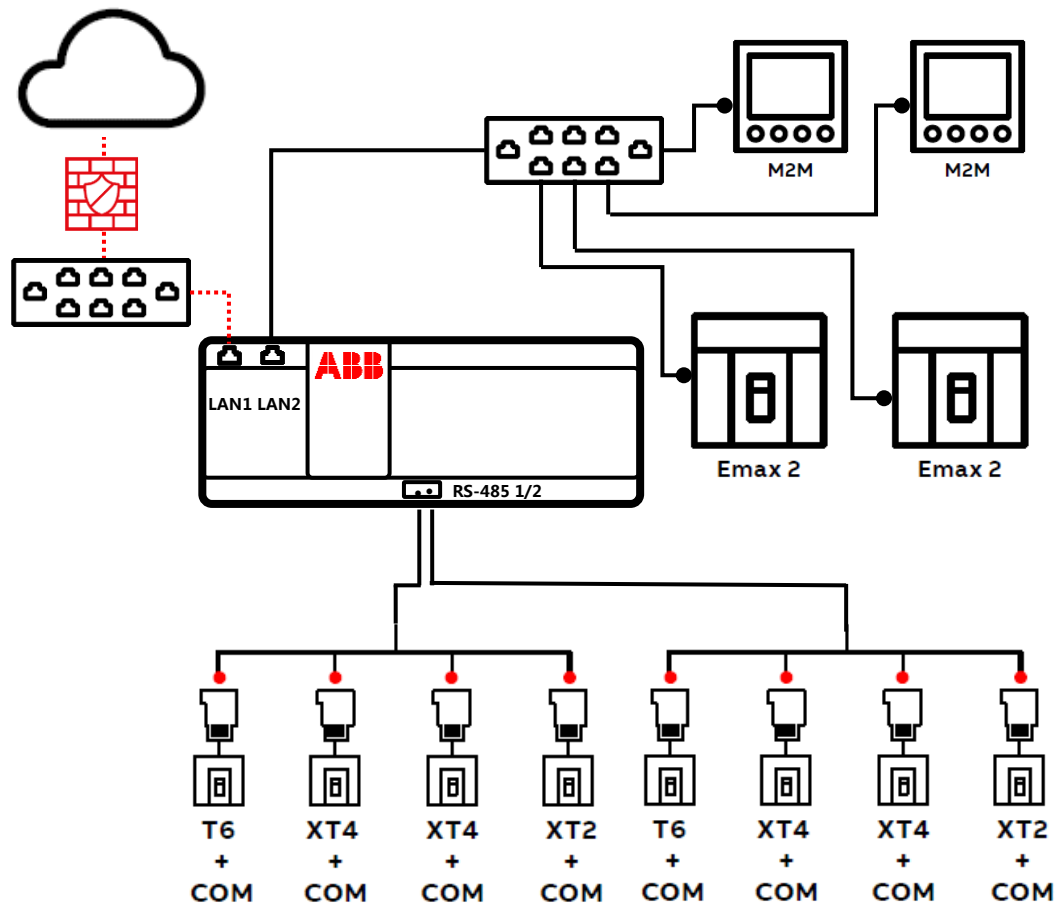 M2M
M2M
ABB
LAN1 LAN2
Emax 2
Emax 2
RS-485 1/2
T6
+
COM
XT4
+
COM
XT4
+
COM
XT2
+
COM
T6
+
COM
XT4
+
COM
XT4
+
COM
XT2
+
COM